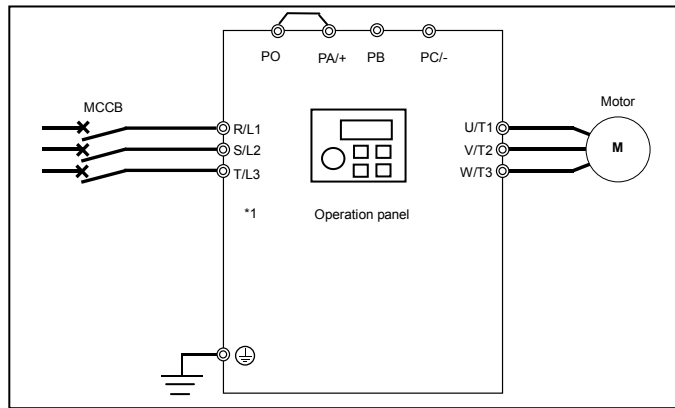 PO PA/+ PB PC/-
MCCB
Motor
R/L1
U/T1
S/L2
V/T2
M
T/L3
W/T3
*1
Operation panel